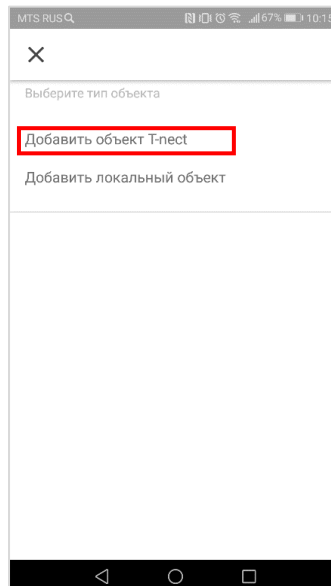 MTS RUS 67% 10:15
Выберите тип объекта
Добавить объект T-nect
Добавить локальный объект